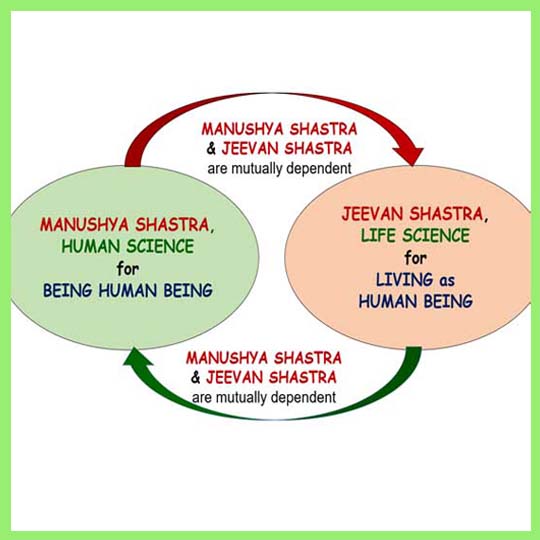 MANUSHYA SHASTRA
& JEEVAN SHASTRA
are mutually dependent
MANUSHYA SHASTRA,
HUMAN SCIENCE
for
BEING HUMAN BEING
JEEVAN SHASTRA,
LIFE SCIENCE
for
LIVING as
HUMAN BEING
MANUSHYA SHASTRA
& JEEVAN SHASTRA
are mutually dependent